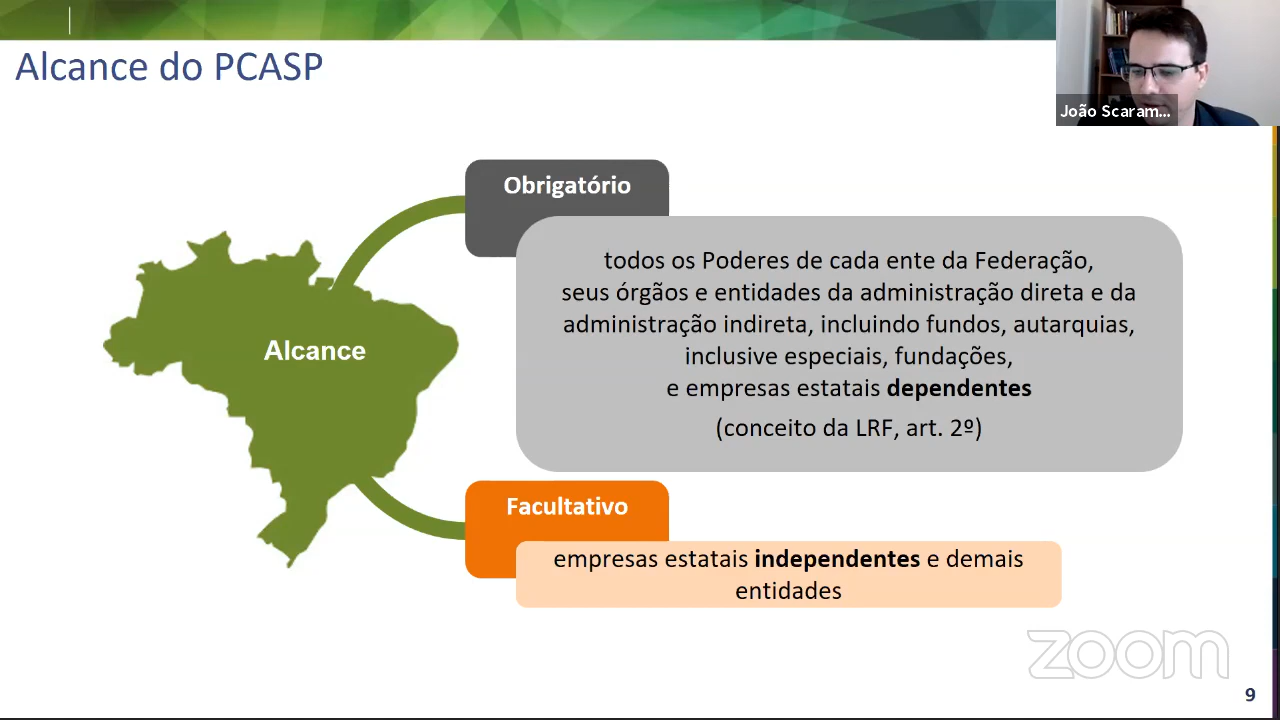 Alcance do PCASP
João Scaram...
Obrigatório
todos os Poderes de cada ente da Federação,
seus órgãos e entidades da administração direta e da
administração indireta, incluindo fundos, autarquias,
inclusive especiais, fundações,
e empresas estatais dependentes
(conceito da LRF, art. 2º)
Alcance
Facultativo
empresas estatais independentes e demais
entidades
zoom
9